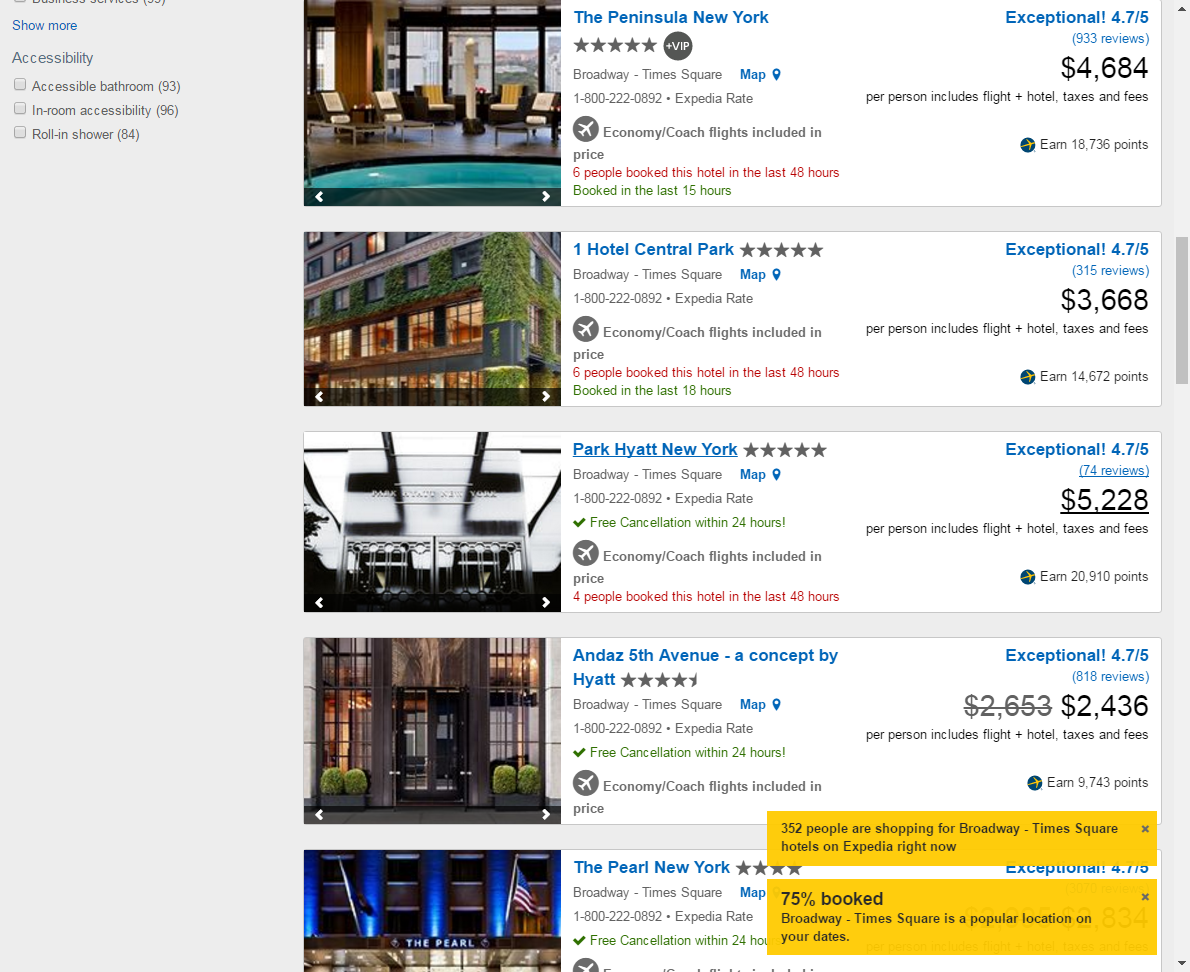 Business services (99)
Show more
Accessibility
Accessible bathroom (93)
In-room accessibility (96)
Roll-in shower (84)
The Peninsula New York
+VIP
Broadway - Times Square Map
1-800-222-0892 • Expedia Rate
Economy/Coach flights included in
price
6 people booked this hotel in the last 48 hours
Booked in the last 15 hours
Exceptional! 4.7/5
(933 reviews)
$4,684
per person includes flight + hotel, taxes and fees
Earn 18,736 points
1 Hotel Central Park
Broadway - Times Square Map
1-800-222-0892 • Expedia Rate
Economy/Coach flights included in
price
6 people booked this hotel in the last 48 hours
Booked in the last 18 hours
Exceptional! 4.7/5
(315 reviews)
$3,668
per person includes flight + hotel, taxes and fees
Earn 14,672 points
PARK HYATT NEW YORK
Park Hyatt New York
Broadway - Times Square Map
1-800-222-0892 • Expedia Rate
Free Cancellation within 24 hours!
Economy/Coach flights included in
price
4 people booked this hotel in the last 48 hours
Exceptional! 4.7/5
(74 reviews)
$5,228
per person includes flight + hotel, taxes and fees
Earn 20,910 points
Andaz 5th Avenue - a concept by
Hyatt
Broadway - Times Square Map
1-800-222-0892 • Expedia Rate
Free Cancellation within 24 hours!
Economy/Coach flights included in
price
Exceptional! 4.7/5
(818 reviews)
$2,653 $2,436
per person includes flight + hotel, taxes and fees
Earn 9,743 points
THE PEARL
The Pearl New York
Broadway - Times Square Map
1-800-222-0892 • Expedia Rate
Free Cancellation within 24 hou
Economy/Coach flights included in
Exceptional! 4.7/5
$2,834
per person includes flight + hotel, taxes and fees
352 people are shopping for Broadway - Times Square
hotels on Expedia right now
75% booked
Broadway - Times Square is a popular location on
your dates.